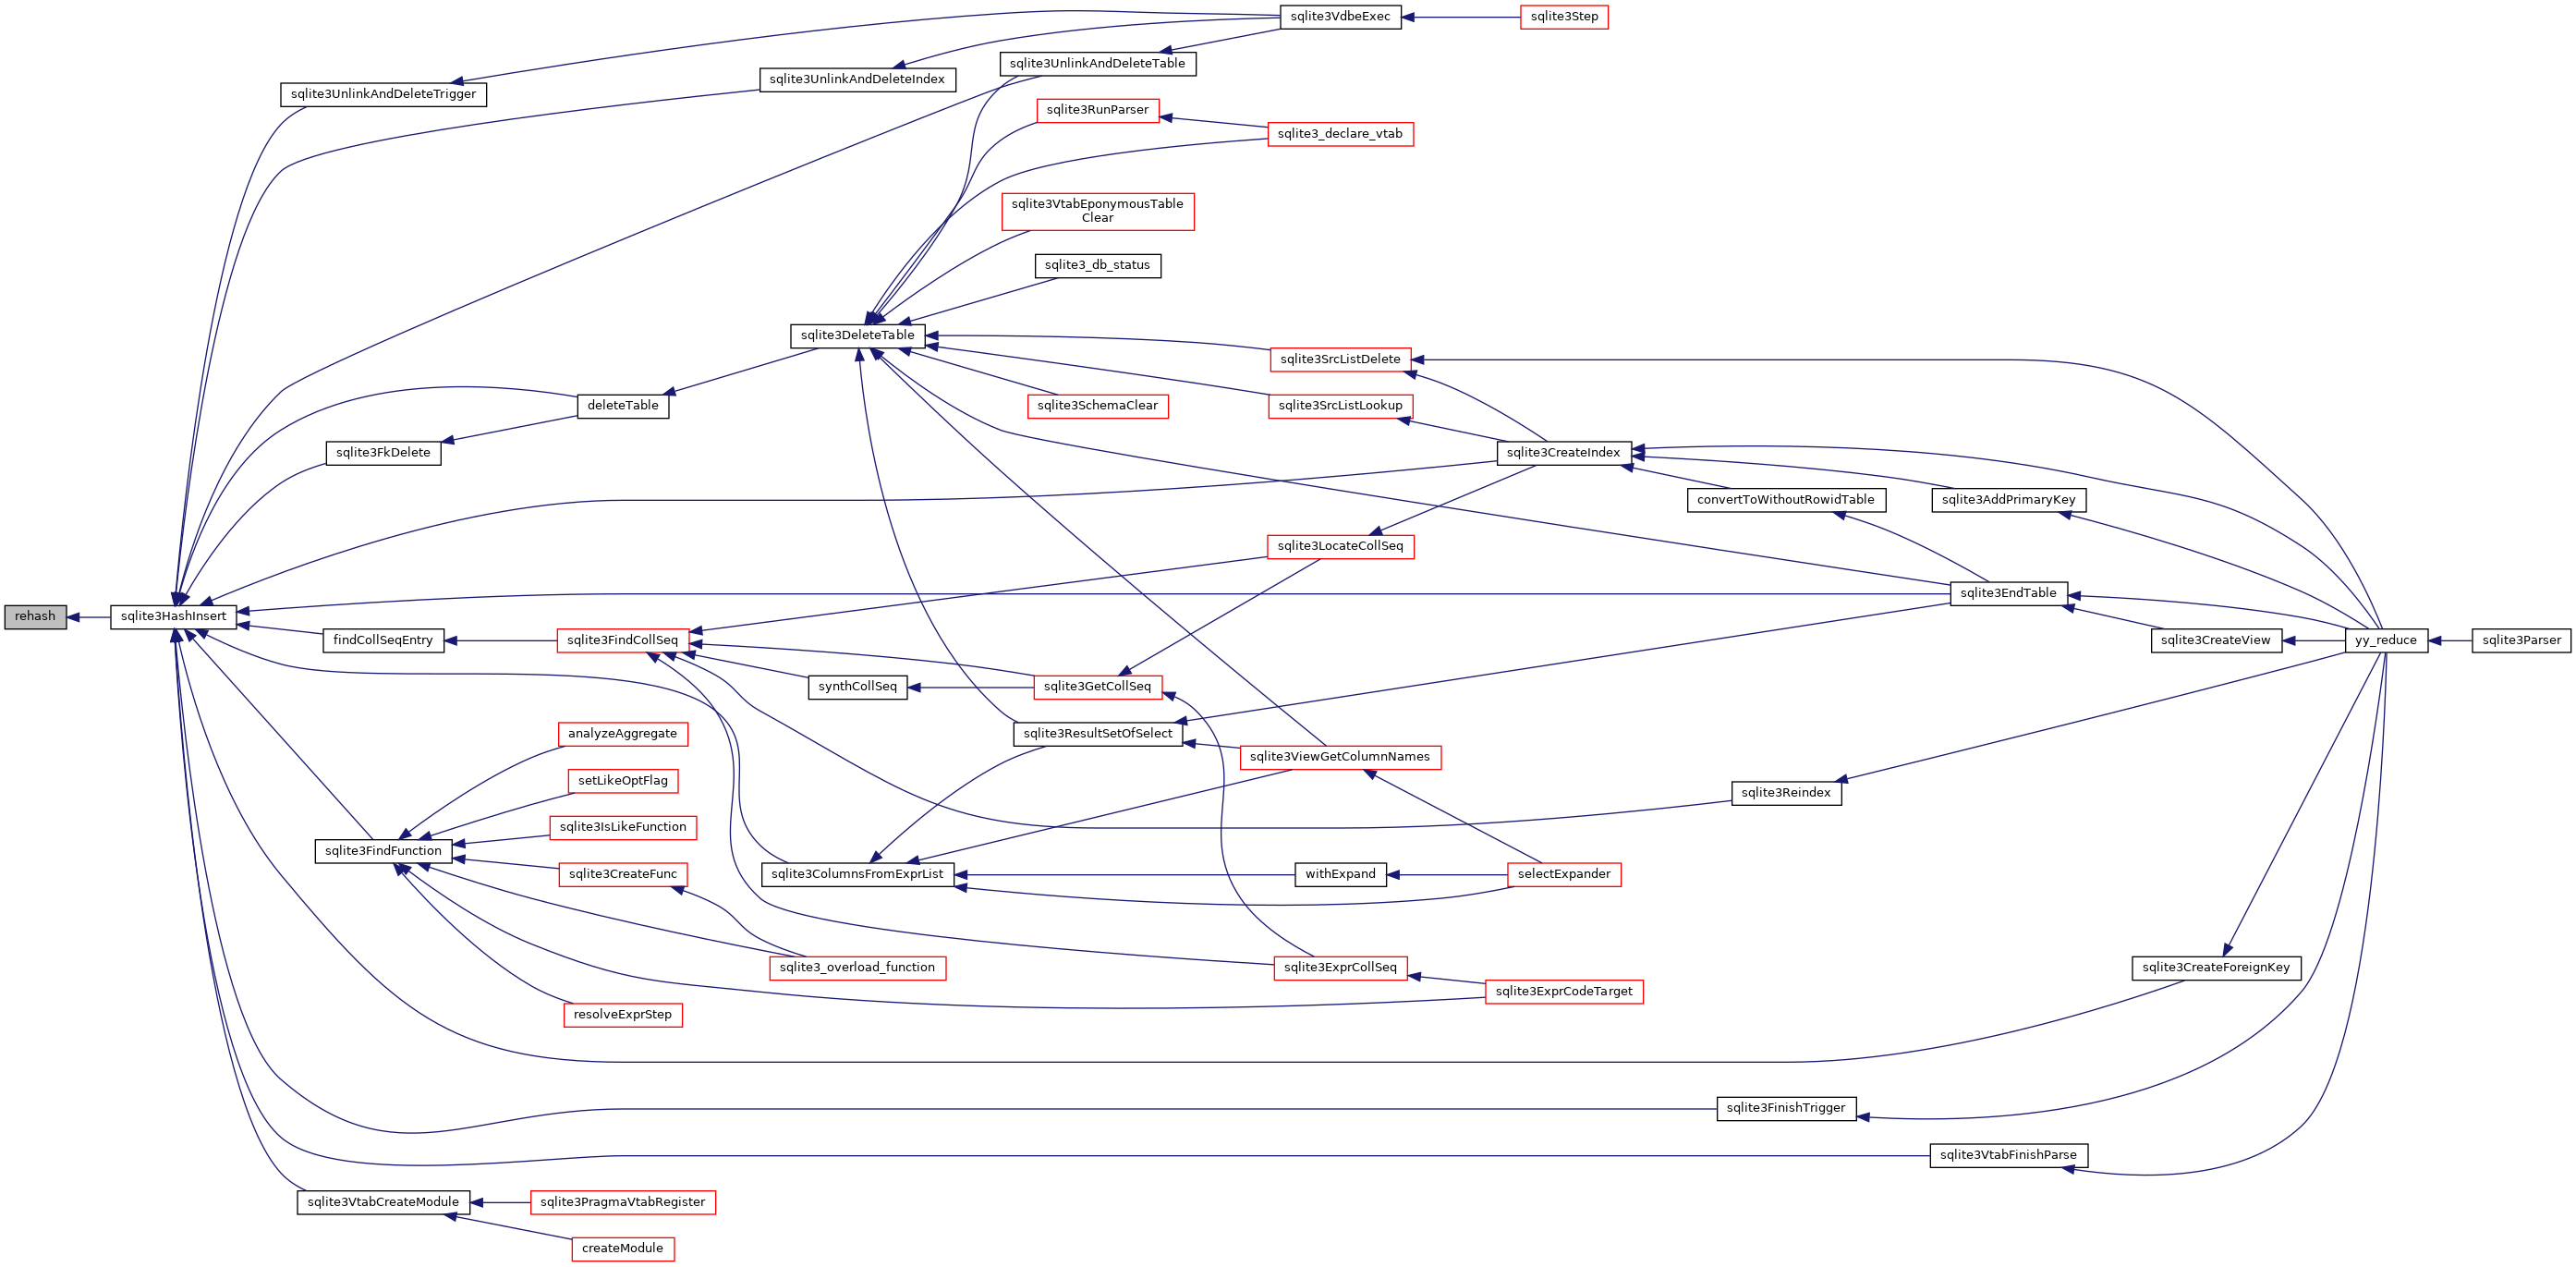 sqlite3VdbeExec
sqlite3Step
sqlite3UnlinkAndDeleteTable
sqlite3UnlinkAndDeleteIndex
sqlite3UnlinkAndDeleteTrigger
sqlite3RunParser
sqlite3_declare_vtab
sqlite3VtabEponymousTable
Clear
sqlite3_db_status
sqlite3DeleteTable
sqlite3SrcListDelete
deleteTable
sqlite3SchemaClear
sqlite3SrcListLookup
sqlite3FkDelete
sqlite3CreateIndex
convertToWithoutRowidTable
sqlite3AddPrimaryKey
sqlite3LocateCollSeq
sqlite3EndTable
rehash
sqlite3HashInsert
findCollSeqEntry
sqlite3FindCollSeq
sqlite3CreateView
yy_reduce
sqlite3Parser
synthCollSeq
sqlite3GetCollSeq
analyzeAggregate
sqlite3ResultSetOfSelect
sqlite3ViewGetColumnNames
setLikeOptFlag
sqlite3Reindex
sqlite3IsLikeFunction
sqlite3FindFunction
sqlite3CreateFunc
sqlite3ColumnsFromExprList
withExpand
selectExpander
sqlite3_overload_function
sqlite3ExprCollSeq
sqlite3CreateForeignKey
sqlite3ExprCodeTarget
resolveExprStep
sqlite3FinishTrigger
sqlite3VtabFinishParse
sqlite3VtabCreateModule
sqlite3PragmaVtabRegister
createModule